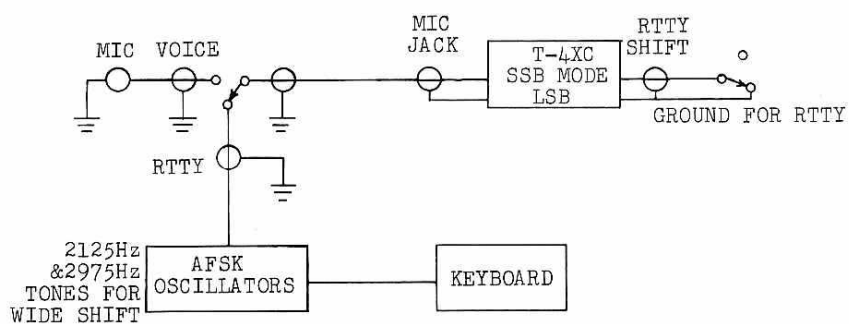 MIC
VOICE
MIC
JACK
T-4XC
SSB MODE
LSB
RTTY
SHIFT
GROUND FOR RTTY
RTTY
2125Hz
&2975Hz
TONES FOR
WIDE SHIFT
AFSK
OSCILLATORS
KEYBOARD